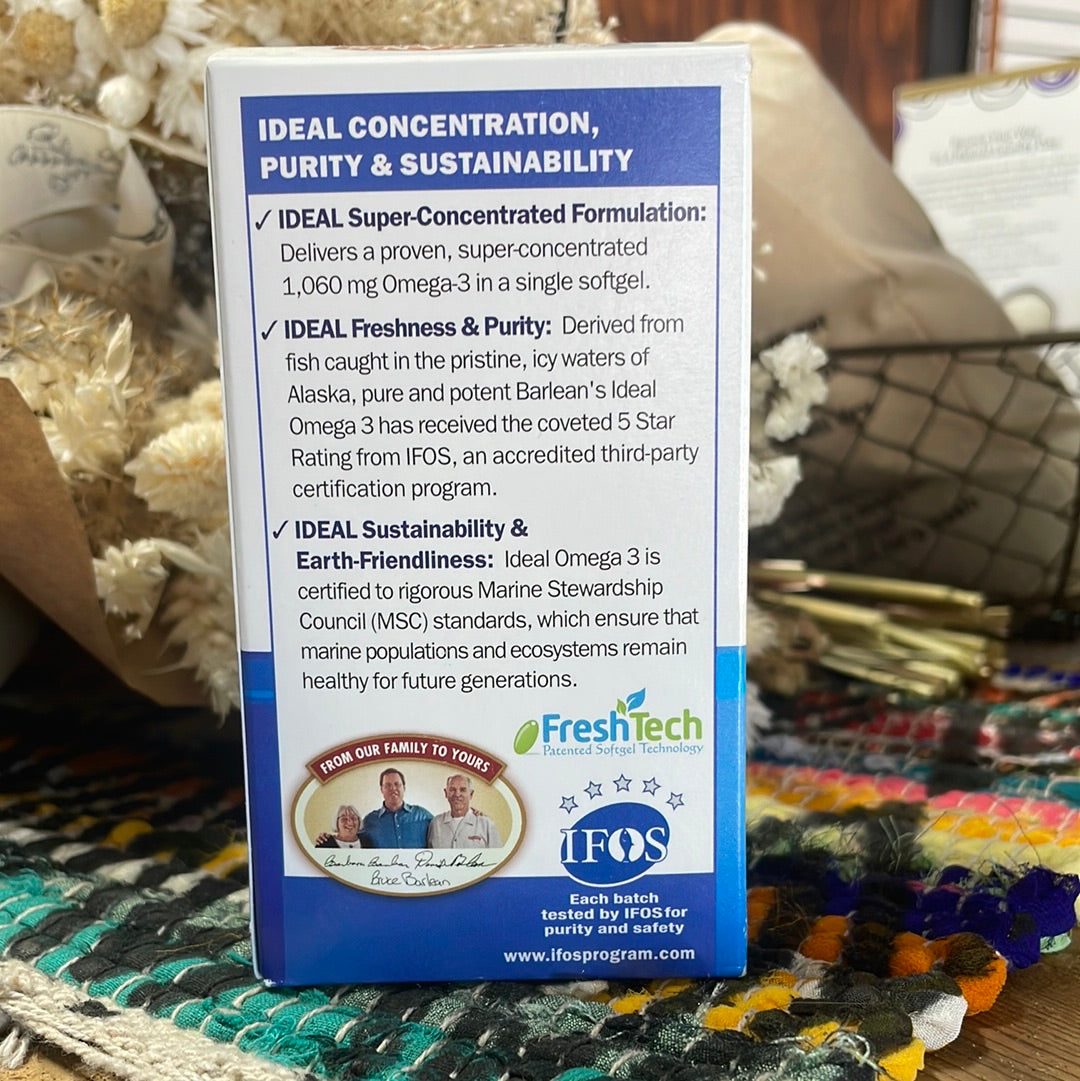 IDEAL CONCENTRATION,
PURITY & SUSTAINABILITY
✓ IDEAL Super-Concentrated Formulation:
Delivers a proven, super-concentrated
1,060 mg Omega-3 in a single softgel.
✓ IDEAL Freshness & Purity: Derived from
fish caught in the pristine, icy waters of
Alaska, pure and potent Barlean's Ideal
Omega 3 has received the coveted 5 Star
Rating from IFOS, an accredited third-party
certification program.
✓ IDEAL Sustainability &
Earth-Friendliness: Ideal Omega 3 is
certified to rigorous Marine Stewardship
Council (MSC) standards, which ensure that
marine populations and ecosystems remain
healthy for future generations.
FreshTech
Patented Softgel Technology
FROM OUR FAMILY TO YOURS
Bruce Barlean
IFOS
Each batch
tested by IFOS for
purity and safety
www.ifosprogram.com